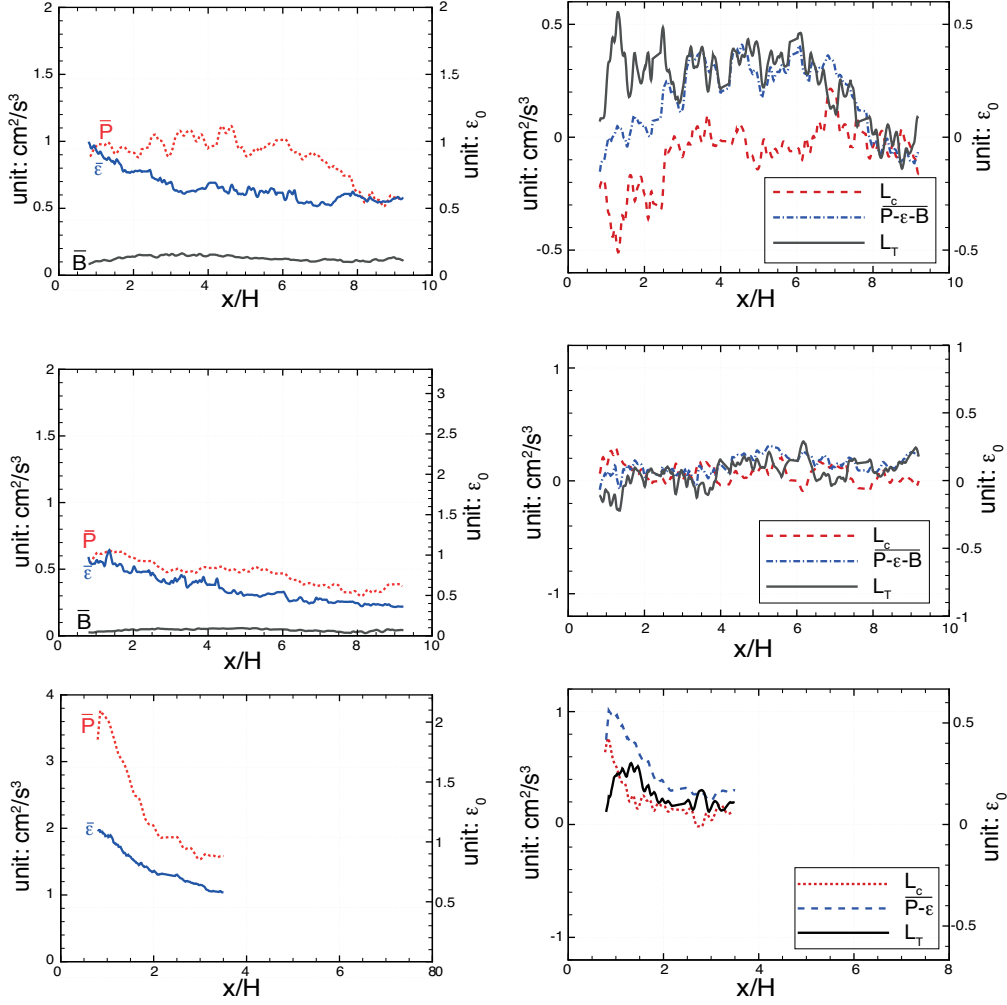 2
1.5
1
0.5
0
unit: cm²/s³
P̄
ε̄
B̄
2
1.5
1
0.5
0
unit: ε₀
0 2 4 6 8 10
x/H
0.5
0
-0.5
unit: cm²/s³
0.5
0
-0.5
unit: ε₀
L_c
P-ε-B
L_T
0 2 4 6 8 10
x/H
2
1.5
1
0.5
0
unit: cm²/s³
P̄
ε̄
B̄
3
2.5
2
1.5
1
0.5
0
unit: ε₀
0 2 4 6 8 10
x/H
1
0
-1
unit: cm²/s³
1
0.5
0
-0.5
-1
unit: ε₀
L_c
P-ε-B
L_T
0 2 4 6 8 10
x/H
4
3
2
1
0
unit: cm²/s³
P̄
ε̄
2
1.5
1
0.5
unit: ε₀
0 2 4 6 80
x/H
1
0
-1
unit: cm²/s³
0.5
0
-0.5
unit: ε₀
L_c
P-ε
L_T
0 2 4 6 8
x/H